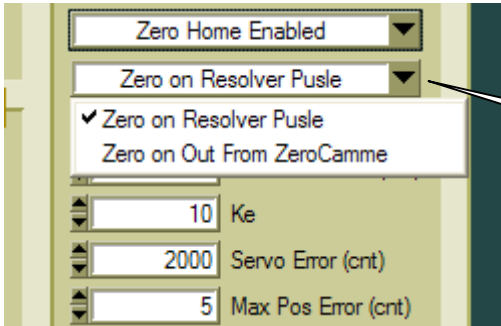 Zero Home Enabled
Zero on Resolver Pusle
Zero on Resolver Pusle
Zero on Out From ZeroCamme
10 Ke
2000 Servo Error (cnt)
5 Max Pos Error (cnt)